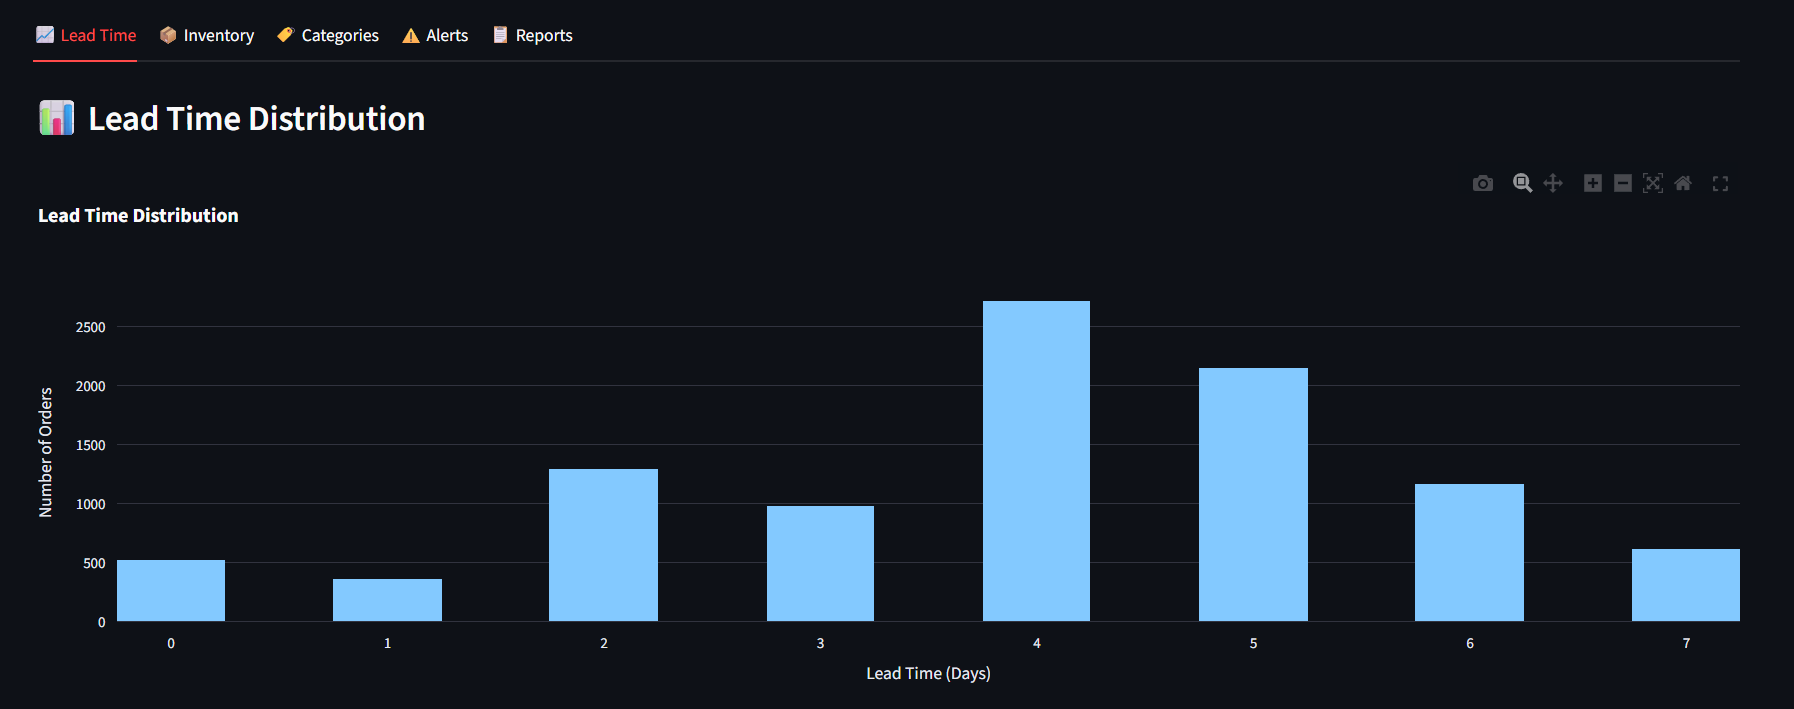 Lead Time Inventory Categories Alerts Reports
Lead Time Distribution
Lead Time Distribution
Number of Orders
2500
2000
1500
1000
500
0
0 1 2 3 4 5 6 7
Lead Time (Days)